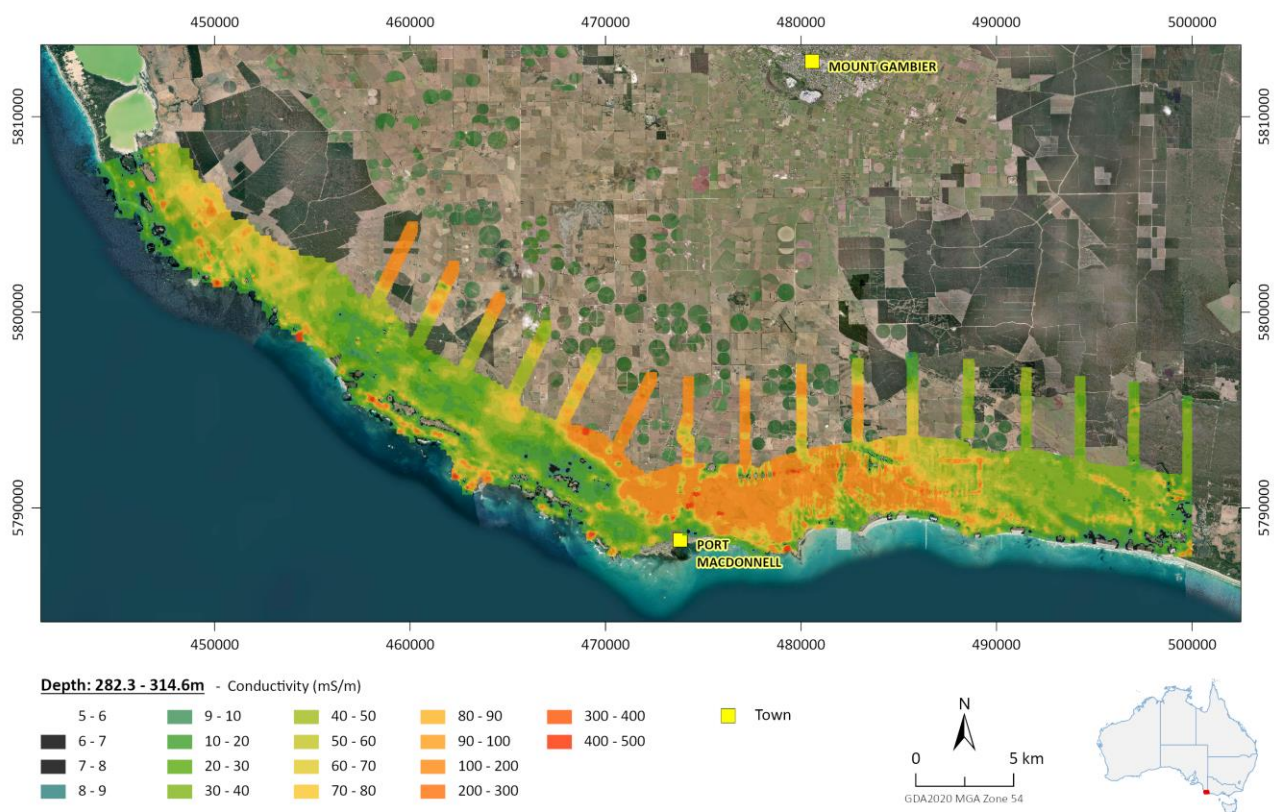 450000 460000 470000 480000 490000 500000
5810000 5810000
5800000 5800000
5790000 5790000
MOUNT GAMBIER
PORT
MACDONNELL
450000 460000 470000 480000 490000 500000
Depth: 282.3 - 314.6m - Conductivity (mS/m)
5 - 6 9 - 10 40 - 50 80 - 90 300 - 400 Town
6 - 7 10 - 20 50 - 60 90 - 100 400 - 500
7 - 8 20 - 30 60 - 70 100 - 200
8 - 9 30 - 40 70 - 80 200 - 300
N
0 5 km
GDA2020 MGA Zone 54